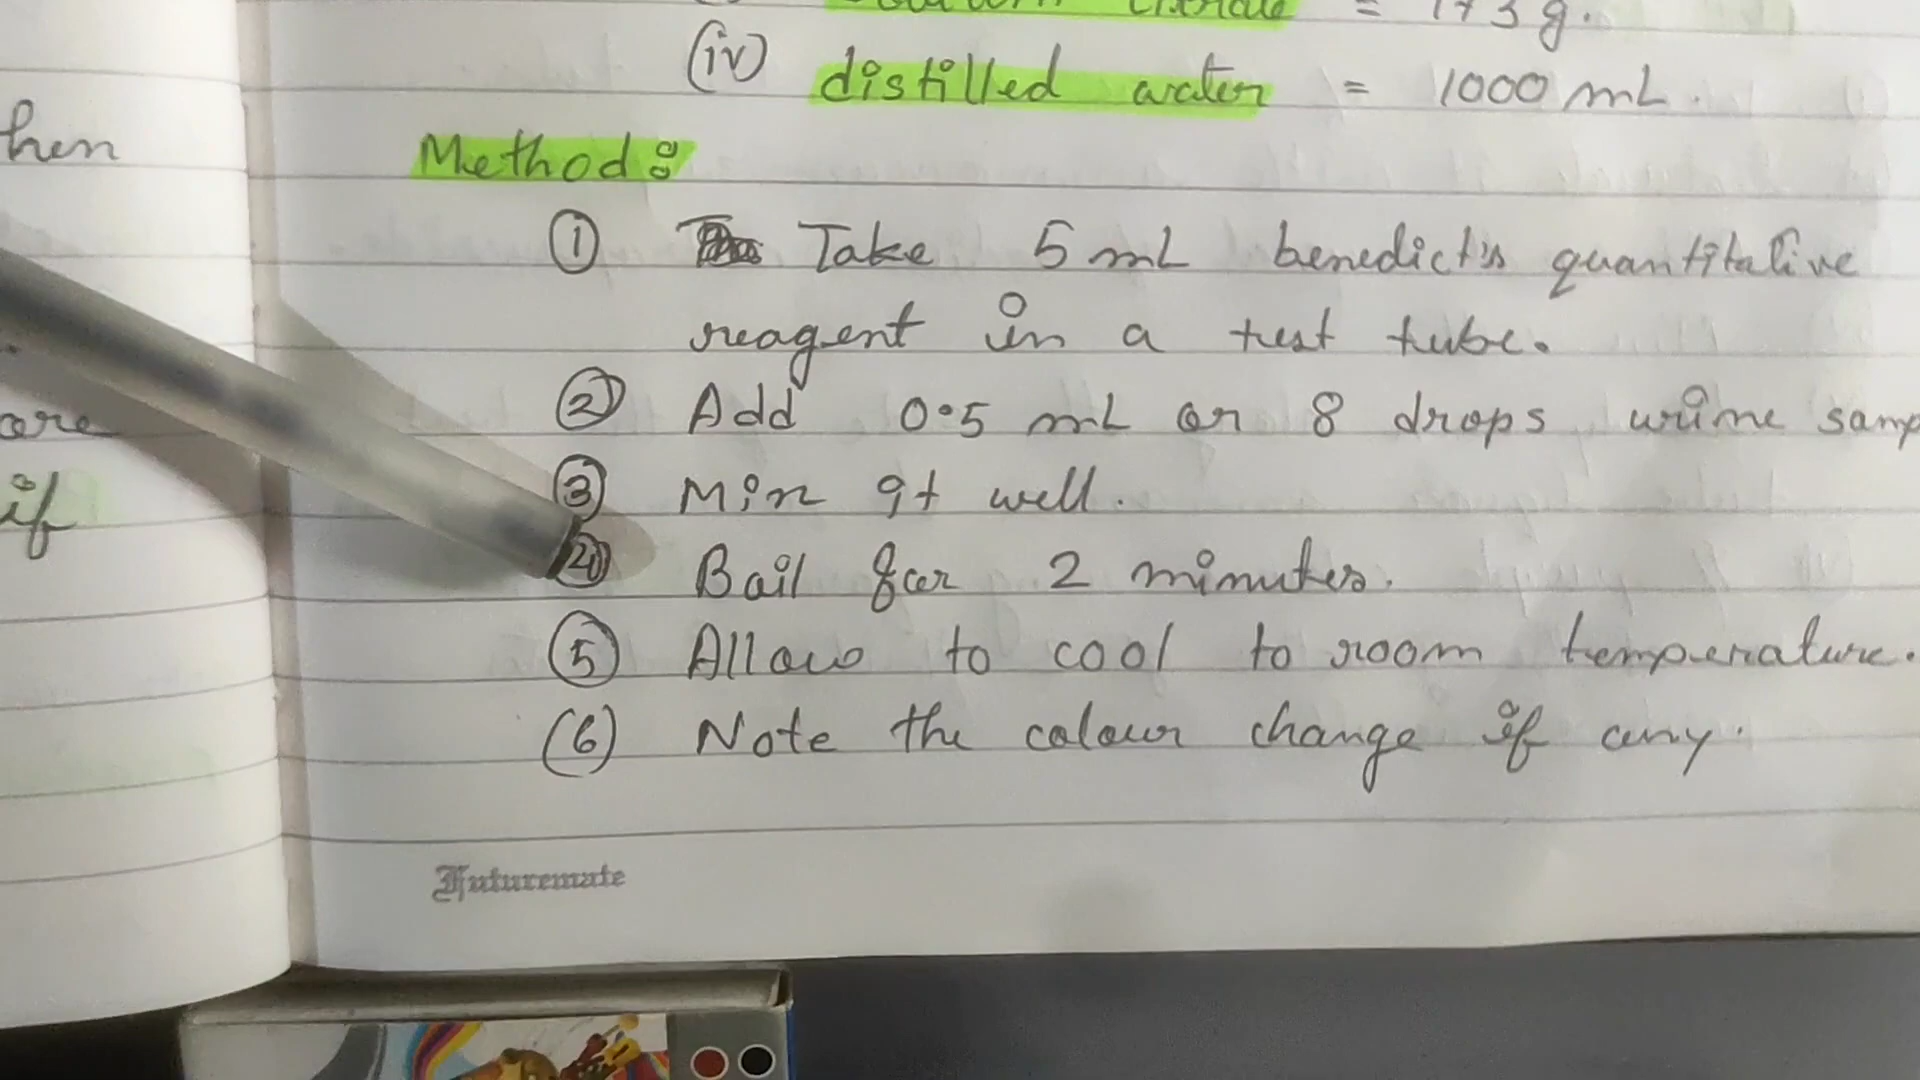 = 173 g.
(iv) distilled water = 1000 mL.
hen
Method:
① Take 5 mL benedict's quantitative
reagent in a test tube.
② Add 0.5 mL or 8 drops urine samp
ore
③ Mix it well.
if
④ Boil for 2 minutes.
⑤ Allow to cool to room temperature.
(6) Note the colour change if any.
Futuremate